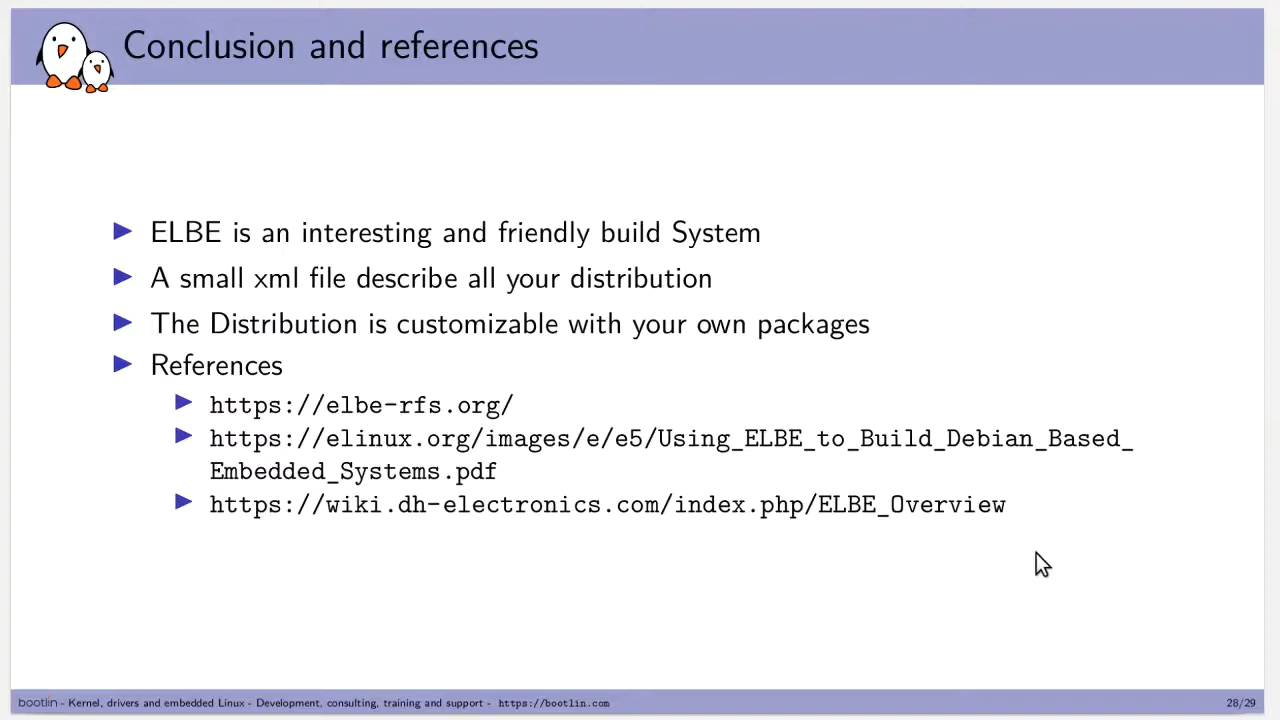 Conclusion and references
ELBE is an interesting and friendly build System
A small xml file describe all your distribution
The Distribution is customizable with your own packages
References
https://elbe-rfs.org/
https://elinux.org/images/e/e5/Using_ELBE_to_Build_Debian_Based_
Embedded_Systems.pdf
https://wiki.dh-electronics.com/index.php/ELBE_Overview
bootlin - Kernel, drivers and embedded Linux - Development, consulting, training and support - https://bootlin.com
28/29